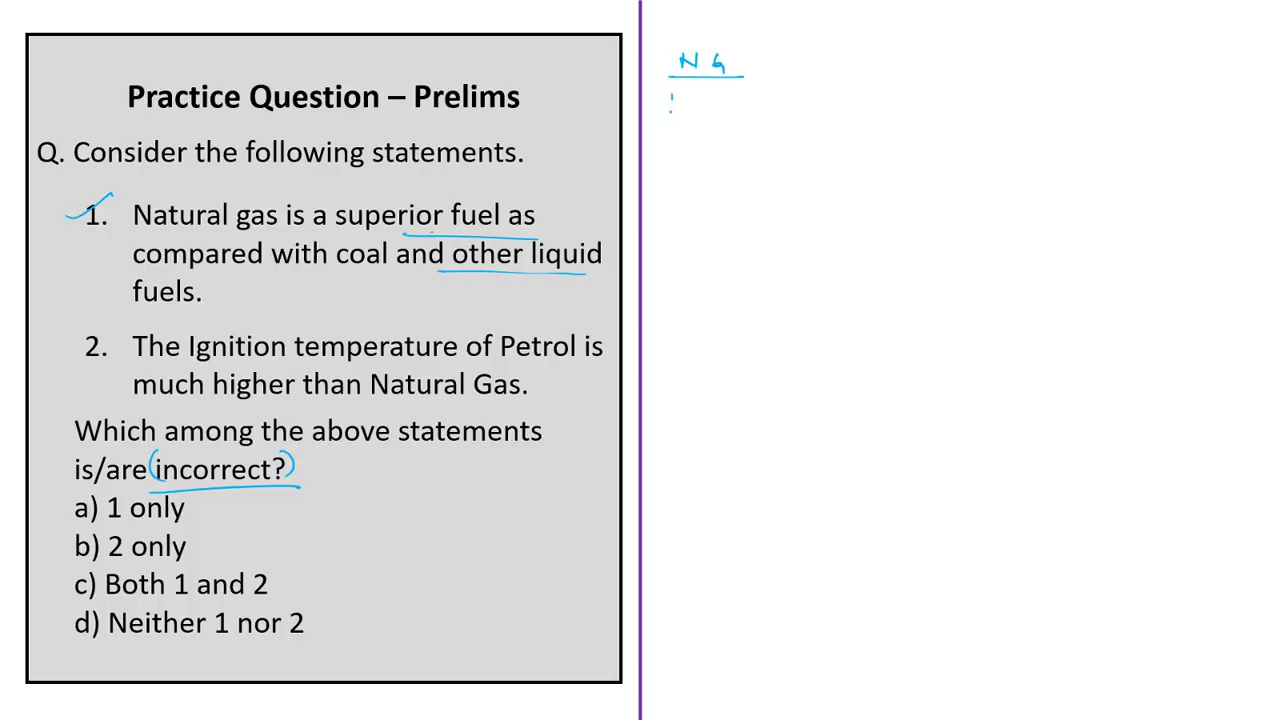 Practice Question – Prelims
Q. Consider the following statements.
1. Natural gas is a superior fuel as
compared with coal and other liquid
fuels.
2. The Ignition temperature of Petrol is
much higher than Natural Gas.
Which among the above statements
is/are (incorrect?)
a) 1 only
b) 2 only
c) Both 1 and 2
d) Neither 1 nor 2
N G